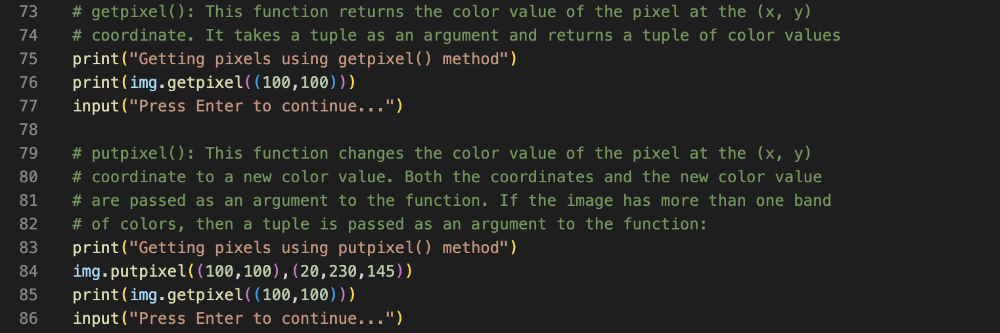 73 # getpixel(): This function returns the color value of the pixel at the (x, y)
74 # coordinate. It takes a tuple as an argument and returns a tuple of color values
75 print("Getting pixels using getpixel() method")
76 print(img.getpixel((100,100)))
77 input("Press Enter to continue...")
78
79 # putpixel(): This function changes the color value of the pixel at the (x, y)
80 # coordinate to a new color value. Both the coordinates and the new color value
81 # are passed as an argument to the function. If the image has more than one band
82 # of colors, then a tuple is passed as an argument to the function:
83 print("Getting pixels using putpixel() method")
84 img.putpixel((100,100),(20,230,145))
85 print(img.getpixel((100,100)))
86 input("Press Enter to continue...")